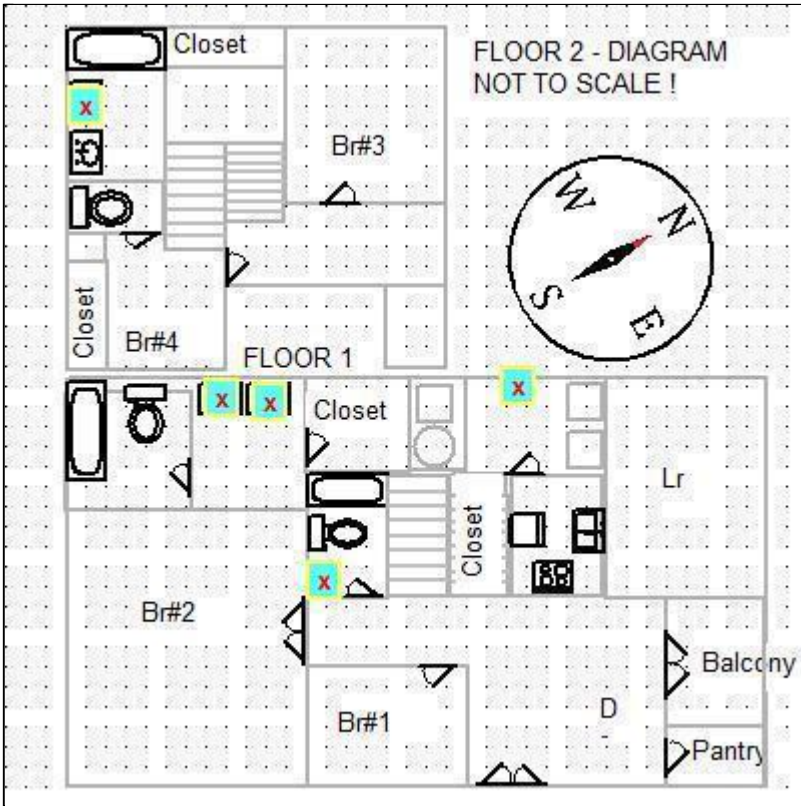 Closet
FLOOR 2 - DIAGRAM
NOT TO SCALE !
x
Br#3
W
N
S
E
Closet
Br#4
FLOOR 1
x
x
x
Closet
Lr
Closet
x
Br#2
Balcony
Br#1
D
Pantry